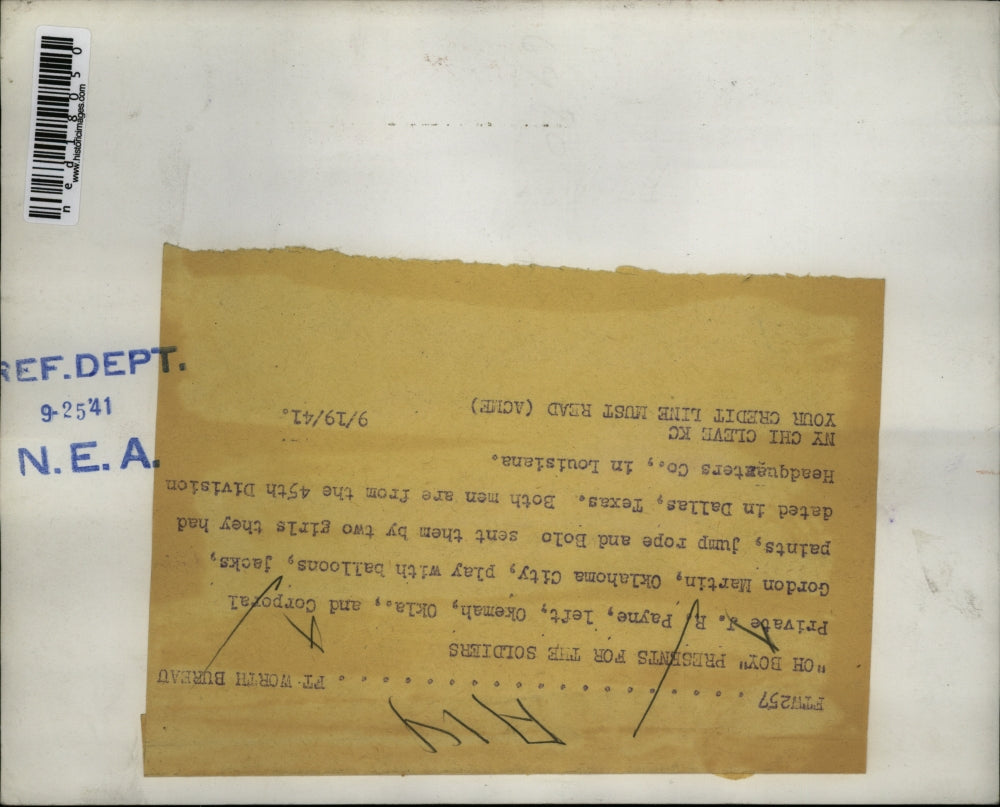 ned18050
www.historicimages.com
REF.DEPT.
9-25'41
N.E.A.
FTW257 . . . . . . . . . . . . . . . . . . . . FT WORTH BUREAU
"OH BOY" PRESENTS FOR THE SOLDIERS
Private J. R. Payne, left, Okemah, Okla., and Corporal
Gordon Martin, Oklahoma City, play with balloons, jacks,
paints, jump rope and Bolo sent them by two girls they had
dated in Dallas, Texas. Both men are from the 45th Division
Headquarters Co., in Louisiana.
NY CHI CLEVE KC
YOUR CREDIT LINE MUST READ (ACME) 9/19/41.